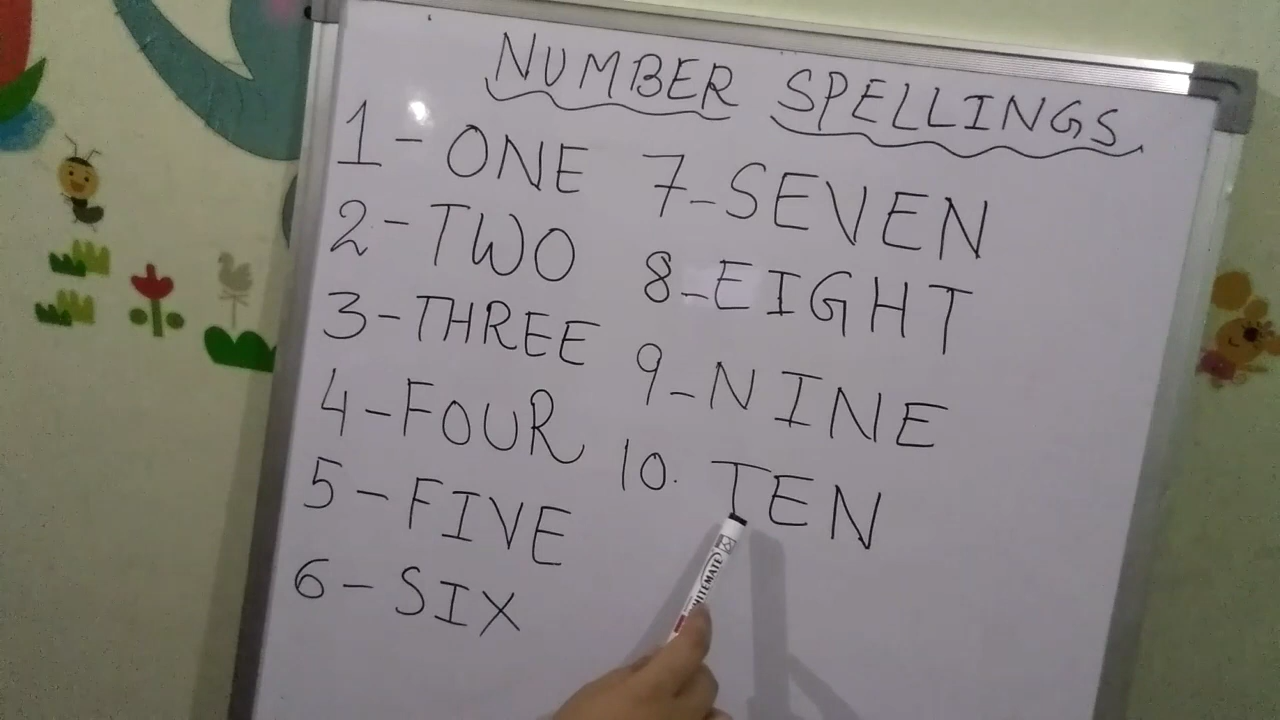 NUMBER SPELLINGS
1-ONE
2-TWO
3-THREE
4-FOUR
5-FIVE
6-SIX
7-SEVEN
8-EIGHT
9-NINE
10. TEN